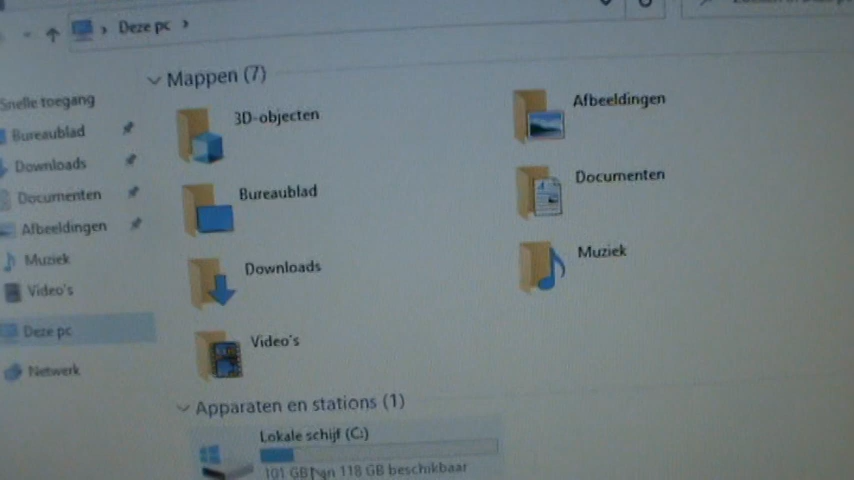 Deze pc
Mappen (7)
Snelle toegang
Bureaublad
Downloads
Documenten
Afbeeldingen
Muziek
Video's
Deze pc
Netwerk
3D-objecten
Afbeeldingen
Bureaublad
Documenten
Downloads
Muziek
Video's
Apparaten en stations (1)
Lokale schijf (C:)
101 GB van 118 GB beschikbaar